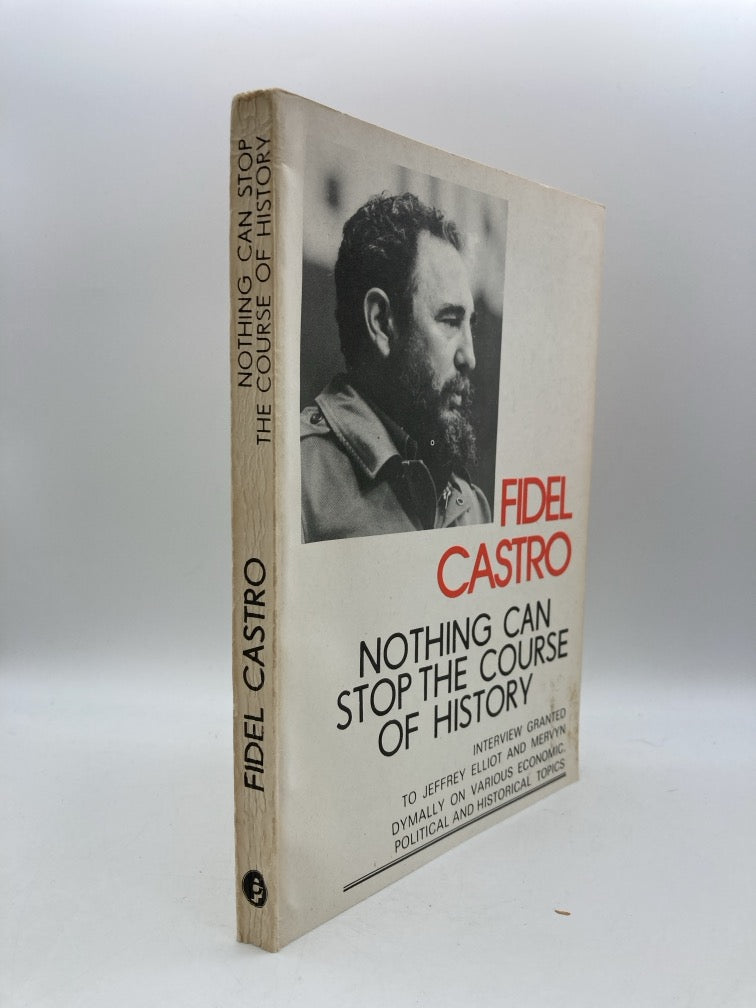 NOTHING CAN STOP
THE COURSE OF HISTORY
FIDEL CASTRO
FIDEL
CASTRO
NOTHING CAN
STOP THE COURSE
OF HISTORY
INTERVIEW GRANTED
TO JEFFREY ELLIOT AND MERVYN
DYMALLY ON VARIOUS ECONOMIC,
POLITICAL AND HISTORICAL TOPICS